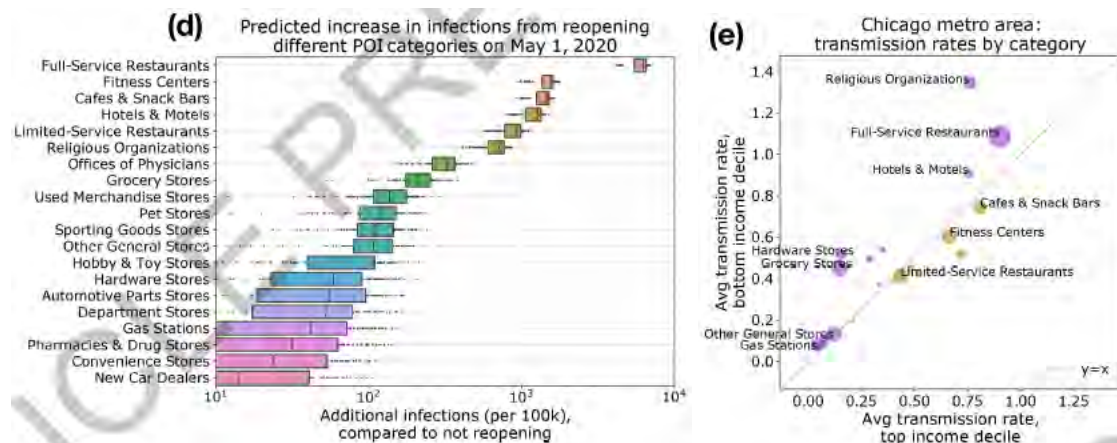 (d)
Predicted increase in infections from reopening
different POI categories on May 1, 2020
Full-Service Restaurants
Fitness Centers
Cafes & Snack Bars
Hotels & Motels
Limited-Service Restaurants
Religious Organizations
Offices of Physicians
Grocery Stores
Used Merchandise Stores
Pet Stores
Sporting Goods Stores
Other General Stores
Hobby & Toy Stores
Hardware Stores
Automotive Parts Stores
Department Stores
Gas Stations
Pharmacies & Drug Stores
Convenience Stores
New Car Dealers
10¹ 10² 10³ 10⁴
Additional infections (per 100k),
compared to not reopening
(e)
Chicago metro area:
transmission rates by category
Avg transmission rate,
bottom income decile
1.4
1.2
1.0
0.8
0.6
0.4
0.2
0.0
Religious Organizations
Full-Service Restaurants
Hotels & Motels
Cafes & Snack Bars
Fitness Centers
Hardware Stores
Grocery Stores
Limited-Service Restaurants
Other General Stores
Gas Stations
y=x
0.00 0.25 0.50 0.75 1.00 1.25
Avg transmission rate,
top income decile